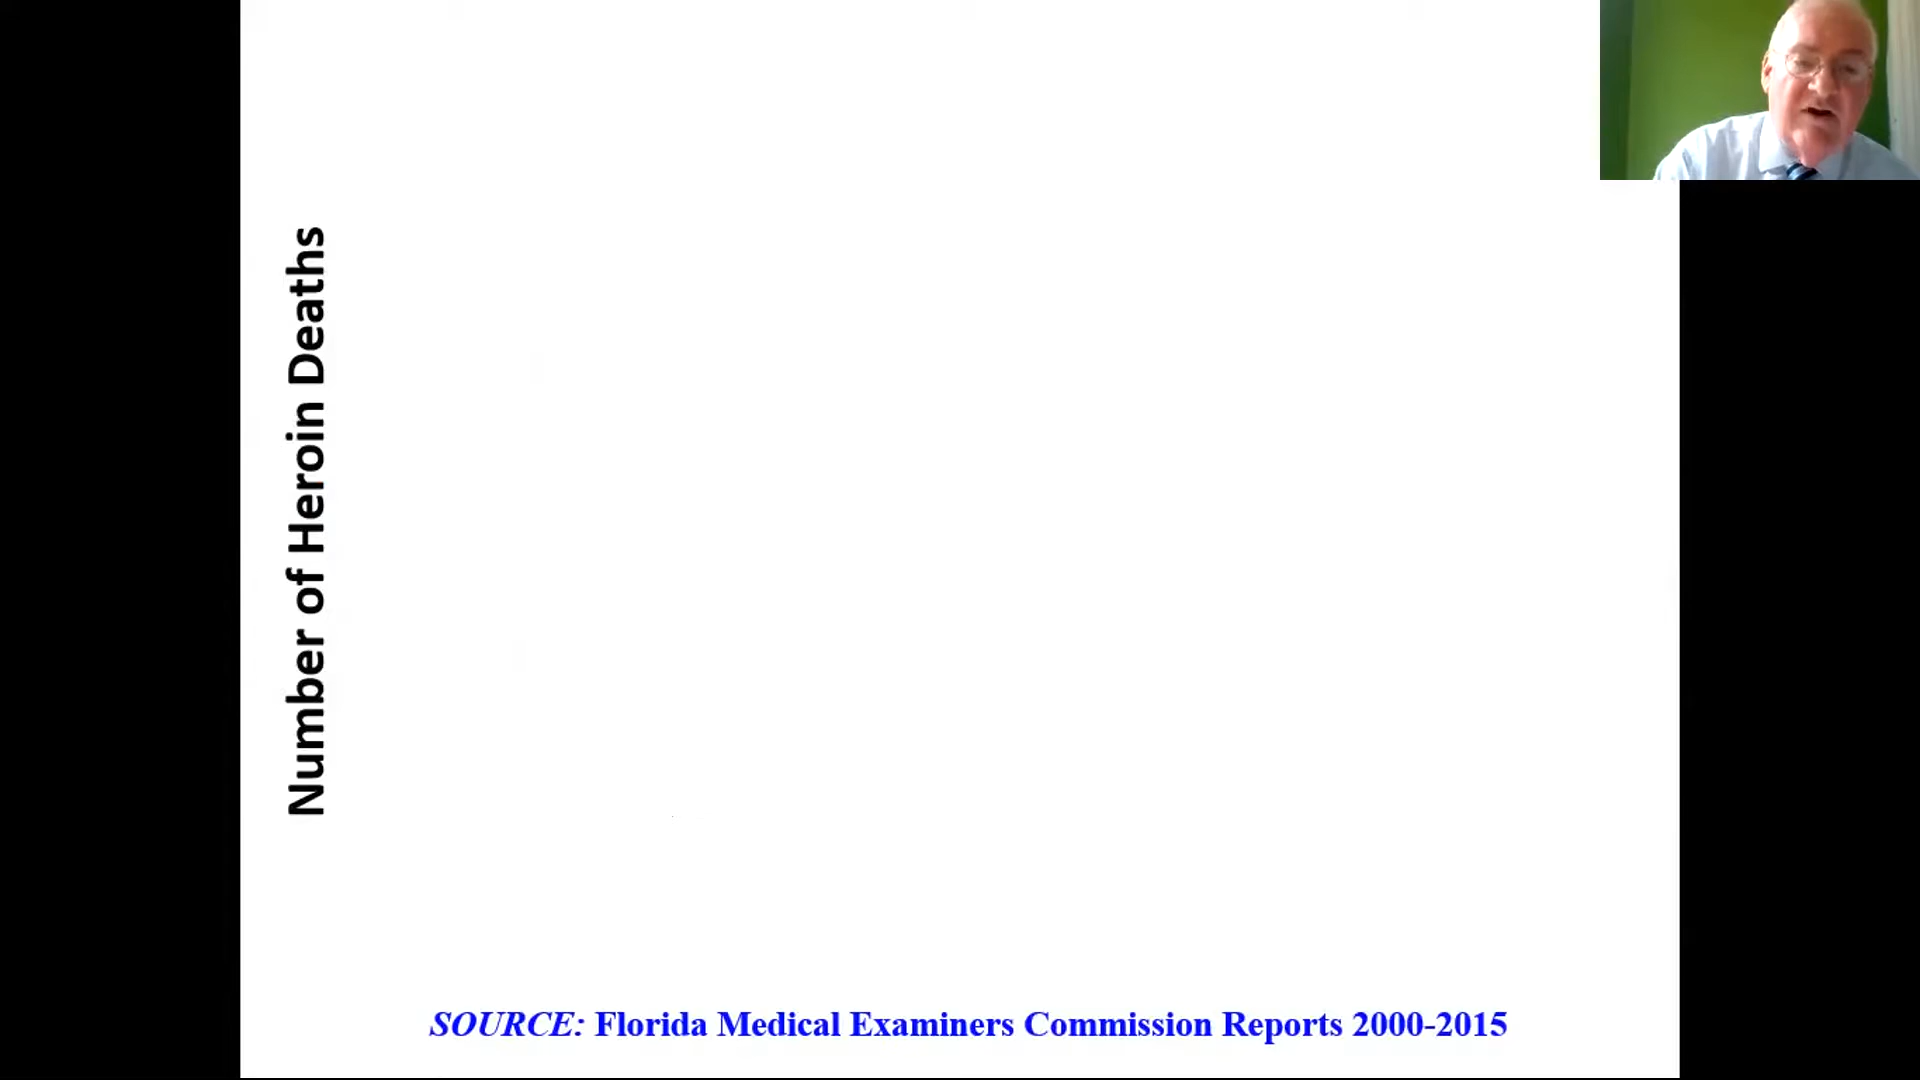 Number of Heroin Deaths
SOURCE: Florida Medical Examiners Commission Reports 2000-2015